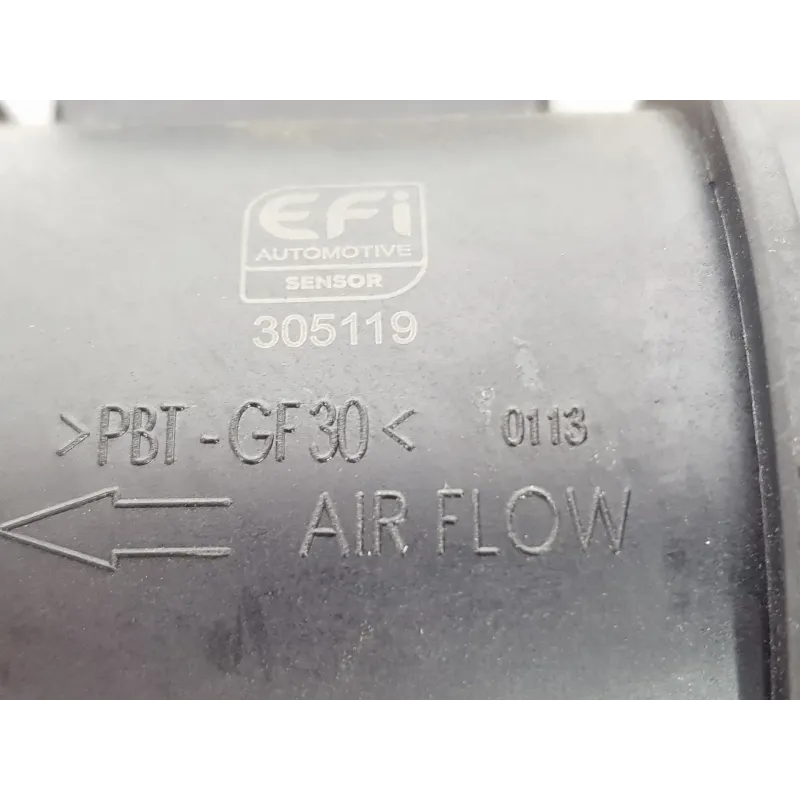 EFi
AUTOMOTIVE
SENSOR
305119
>PBT-GF30< 0113
AIR FLOW